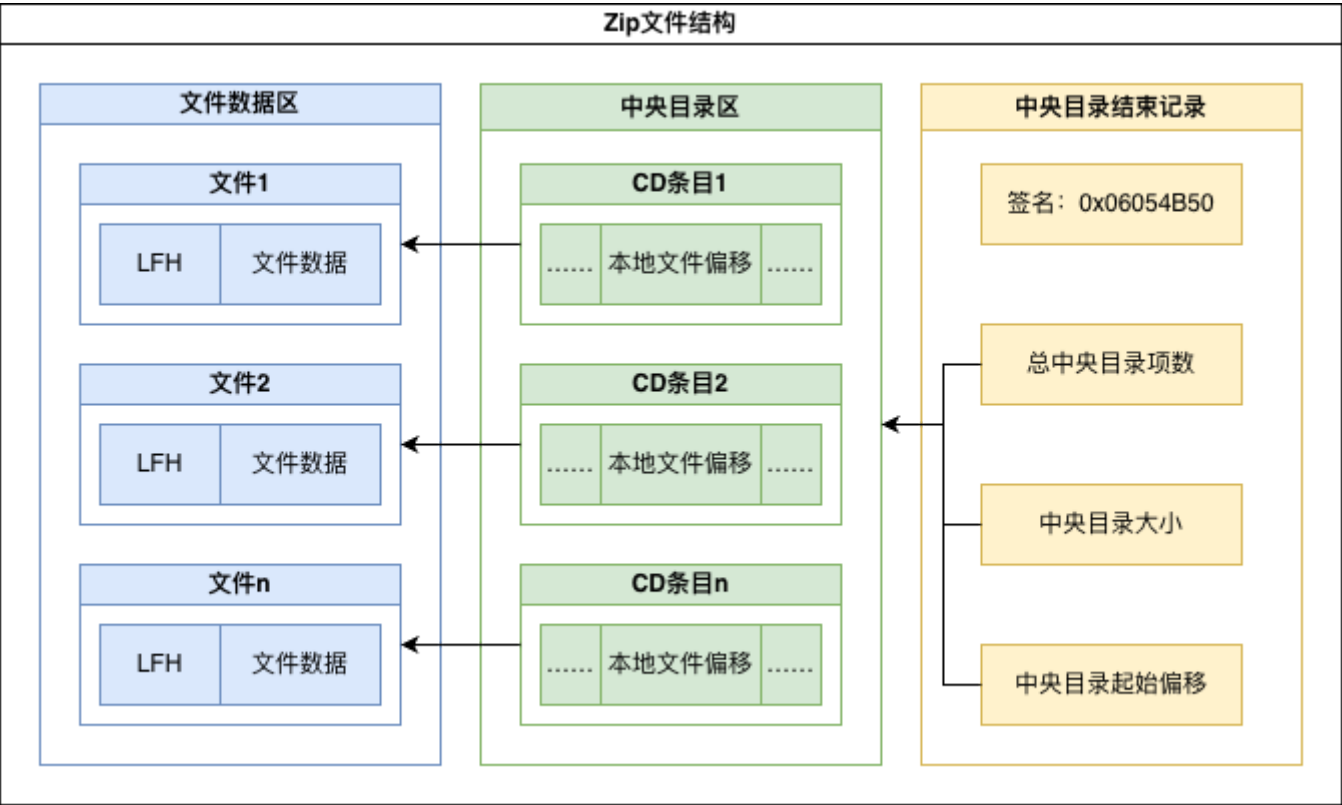 Zip文件结构
文件数据区
文件1
LFH
文件数据
文件2
LFH
文件数据
文件n
LFH
文件数据
中央目录区
CD条目1
......
本地文件偏移
......
CD条目2
......
本地文件偏移
......
CD条目n
......
本地文件偏移
......
中央目录结束记录
签名：0x06054B50
总中央目录项数
中央目录大小
中央目录起始偏移